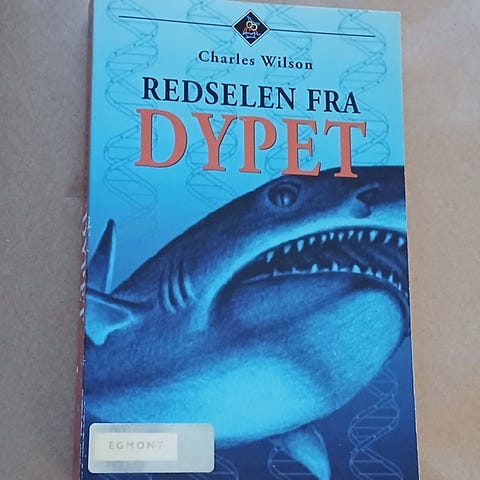 Charles Wilson
REDSELEN FRA
DYPET
EGMONT